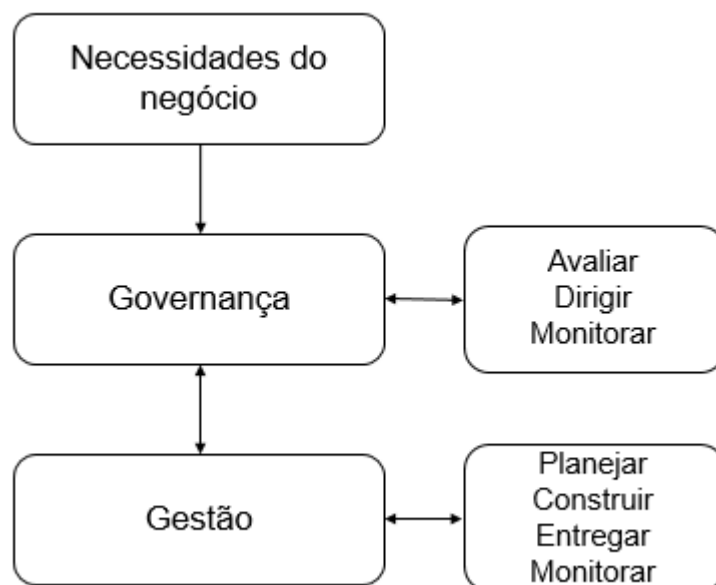 Necessidades do
negócio
Governança
Avaliar
Dirigir
Monitorar
Gestão
Planejar
Construir
Entregar
Monitorar